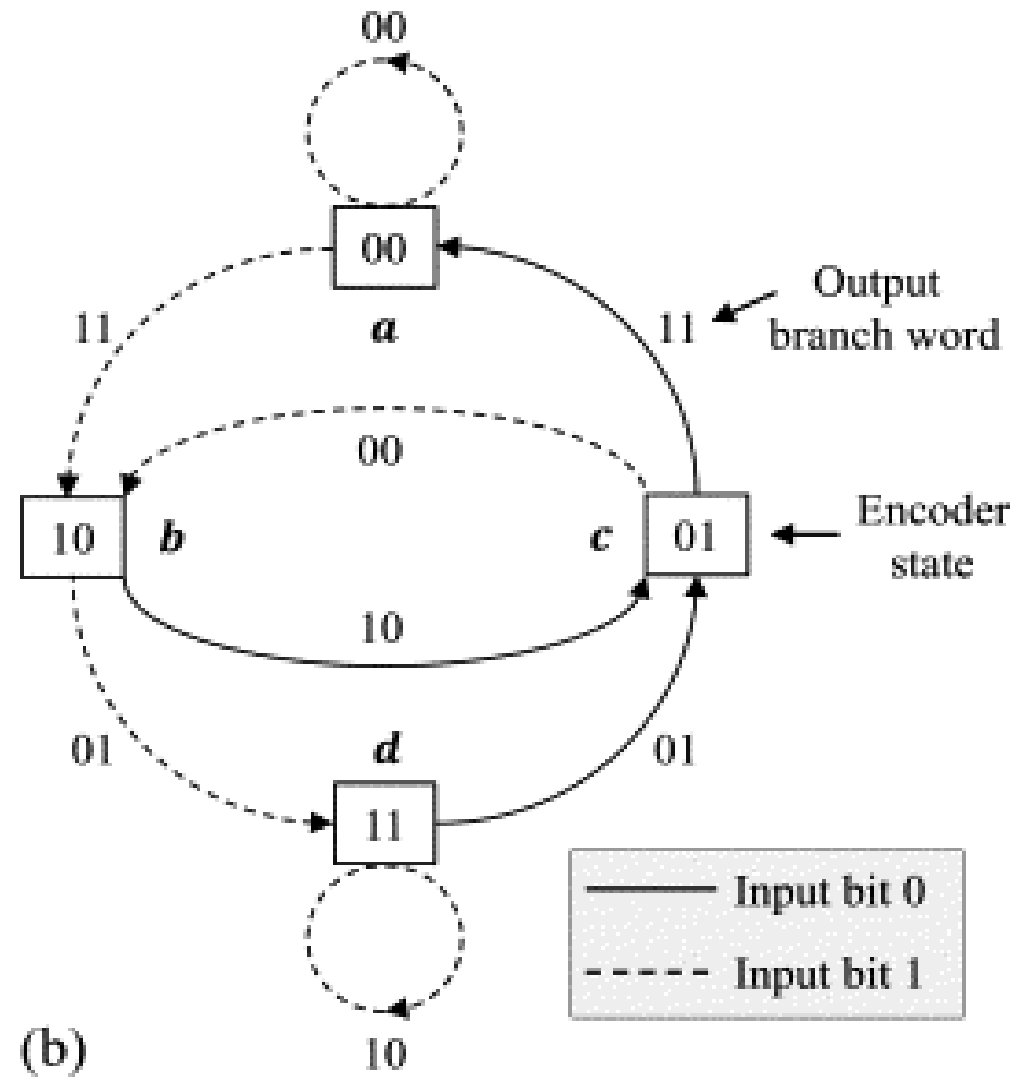 00
00
11
a
11
Output
branch word
00
10
b
c
01
Encoder
state
10
01
d
01
11
Input bit 0
Input bit 1
10
(b)